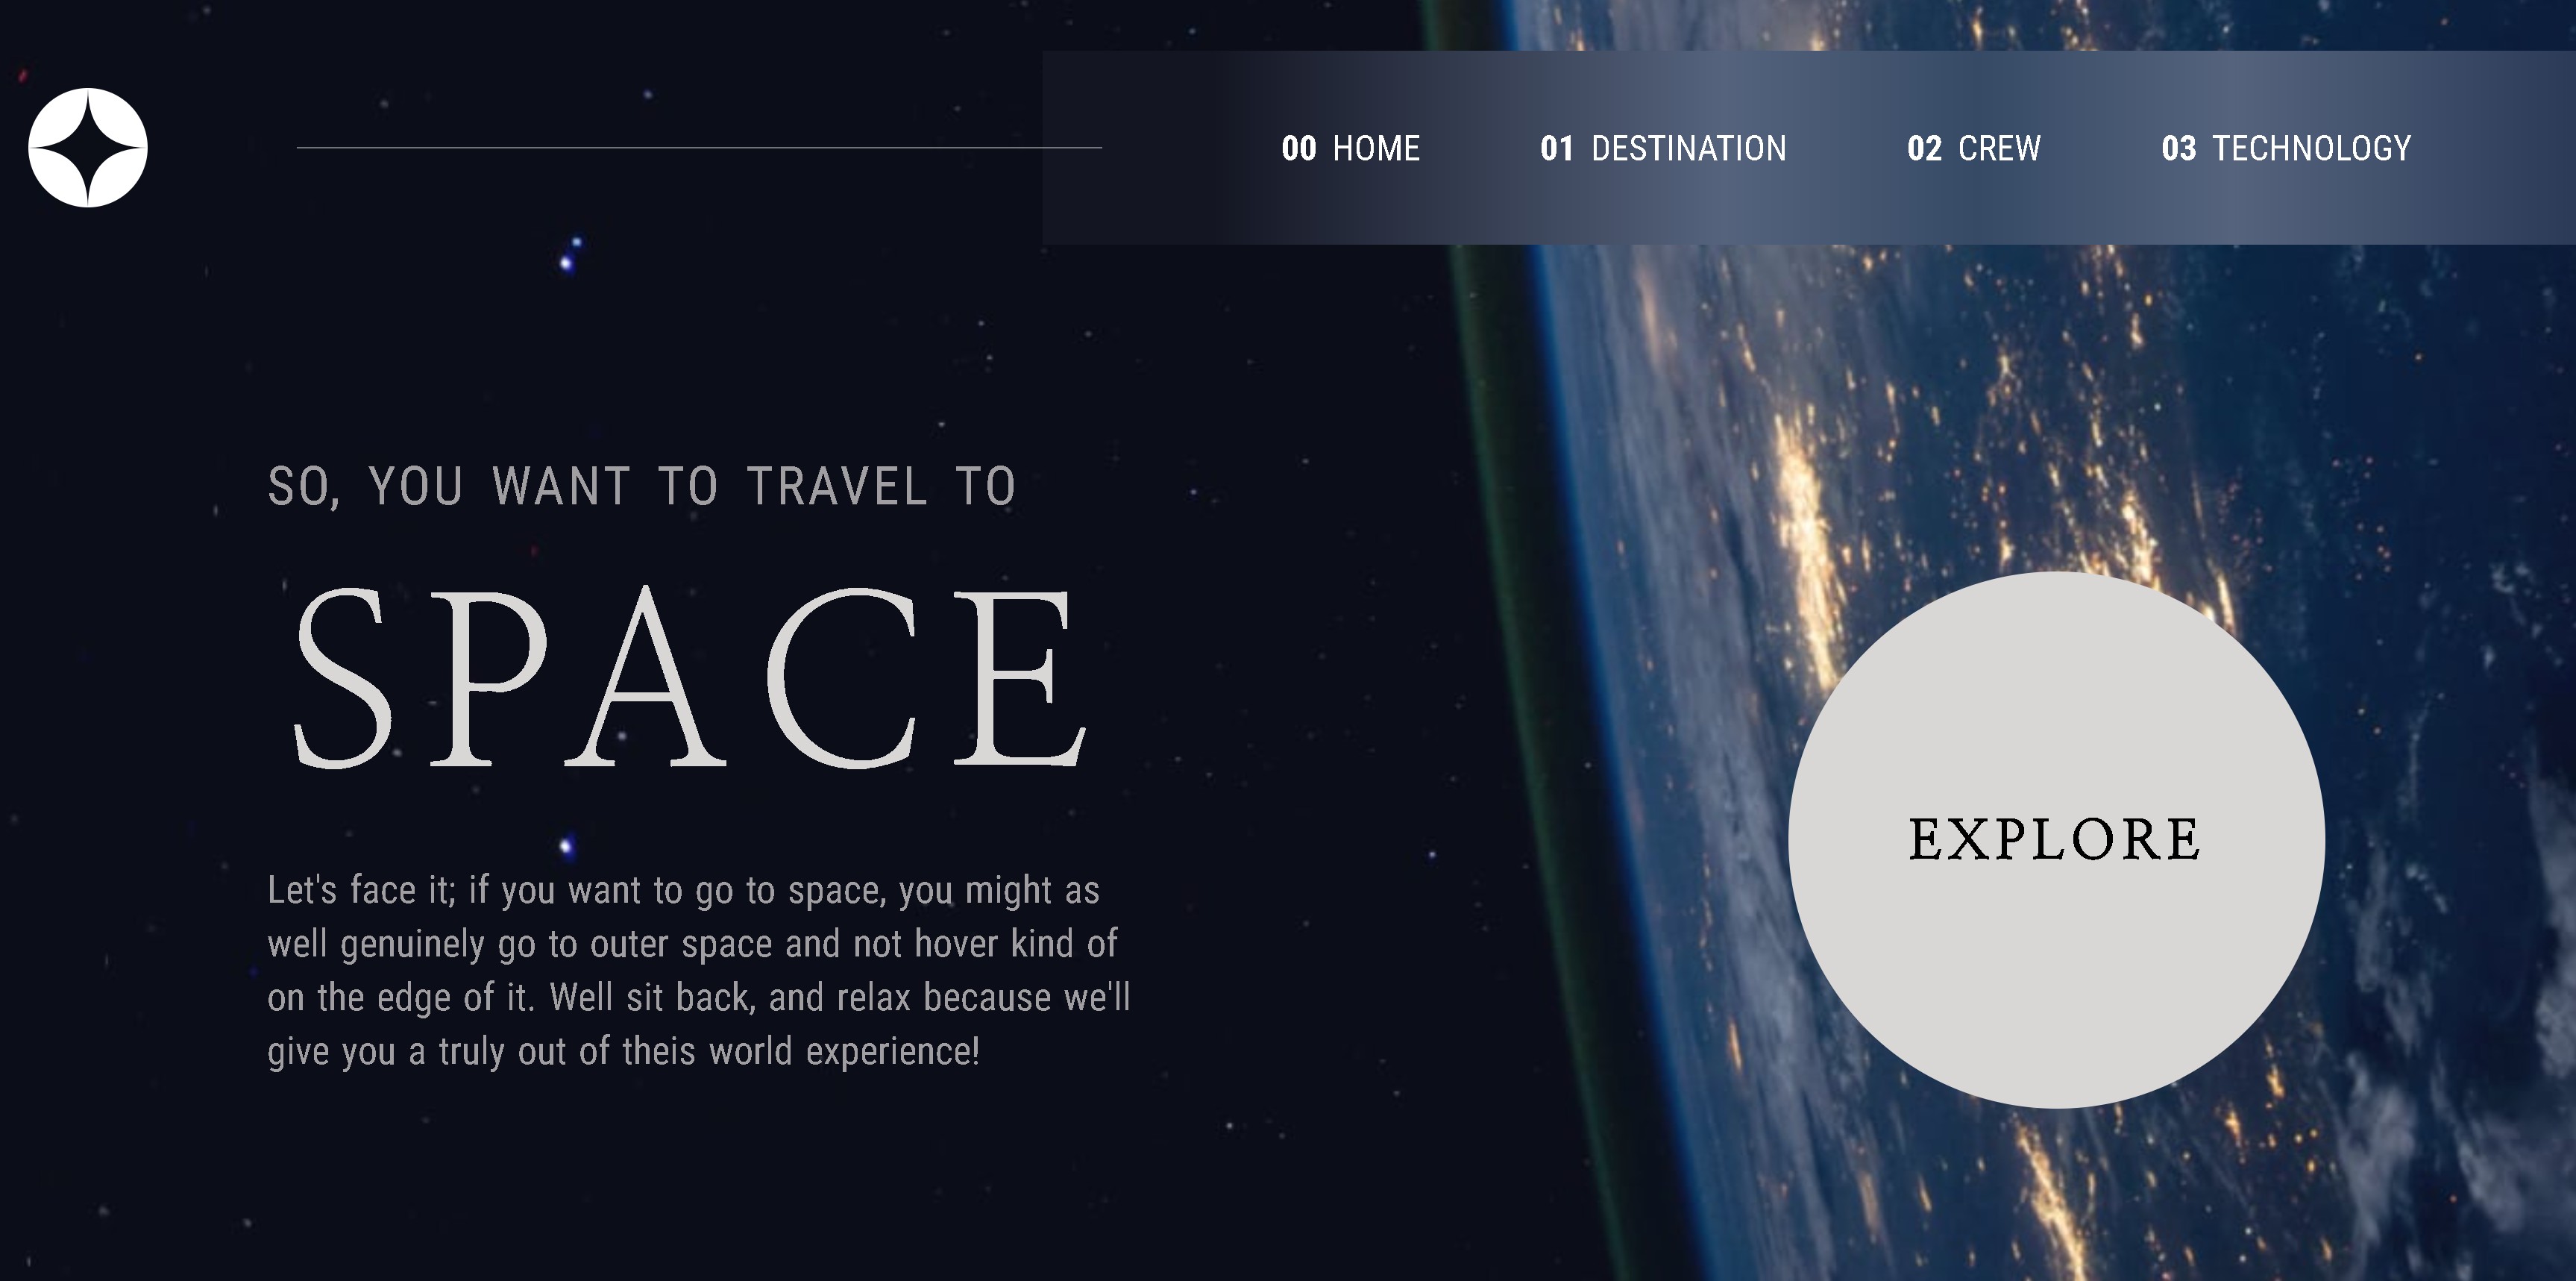 00 HOME 01 DESTINATION 02 CREW 03 TECHNOLOGY
SO, YOU WANT TO TRAVEL TO
SPACE
Let's face it; if you want to go to space, you might as
well genuinely go to outer space and not hover kind of
on the edge of it. Well sit back, and relax because we'll
give you a truly out of theis world experience!
EXPLORE